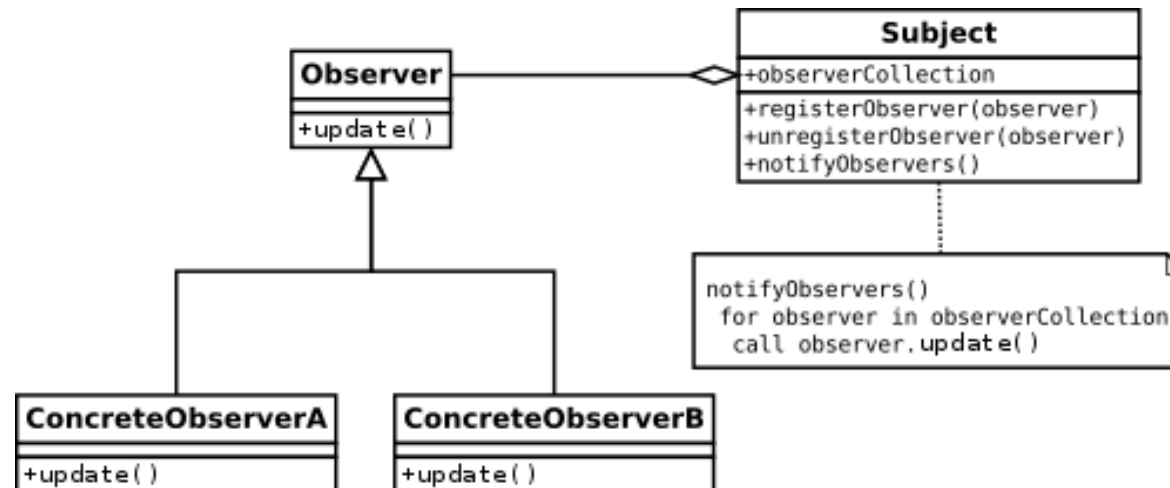 Observer
+update()
Subject
+observerCollection
+registerObserver(observer)
+unregisterObserver(observer)
+notifyObservers()
notifyObservers()
for observer in observerCollection
call observer.update()
ConcreteObserverA
+update()
ConcreteObserverB
+update()